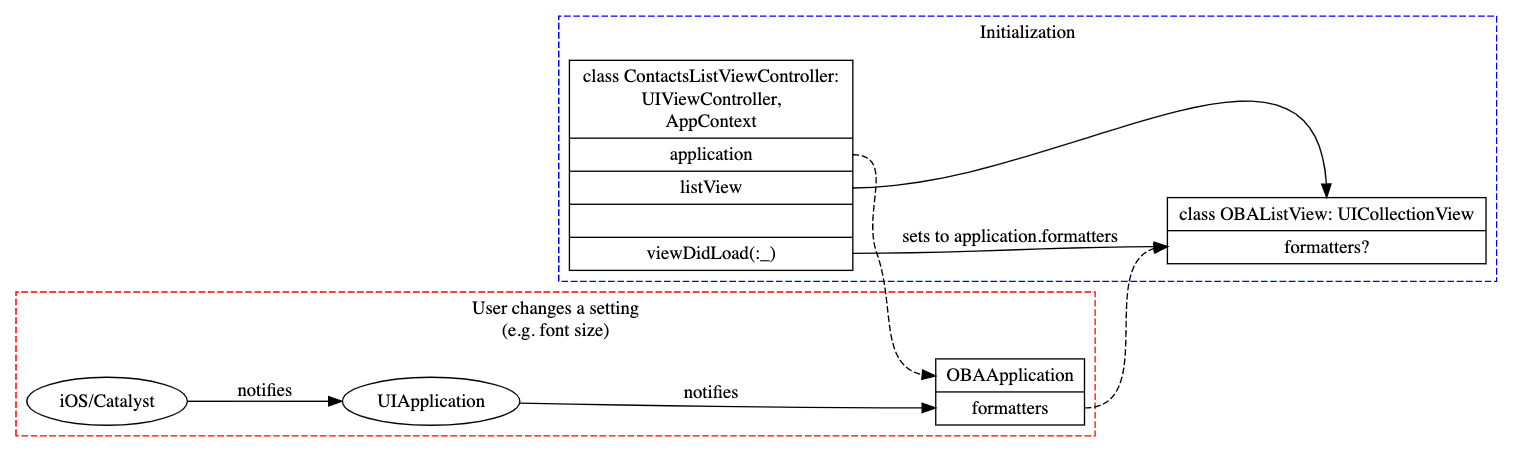 Initialization
class ContactsListViewController:
UIViewController,
AppContext
application
listView
viewDidLoad(:_)
sets to application.formatters
class OBAListView: UICollectionView
formatters?
User changes a setting
(e.g. font size)
iOS/Catalyst
notifies
UIApplication
notifies
OBAApplication
formatters